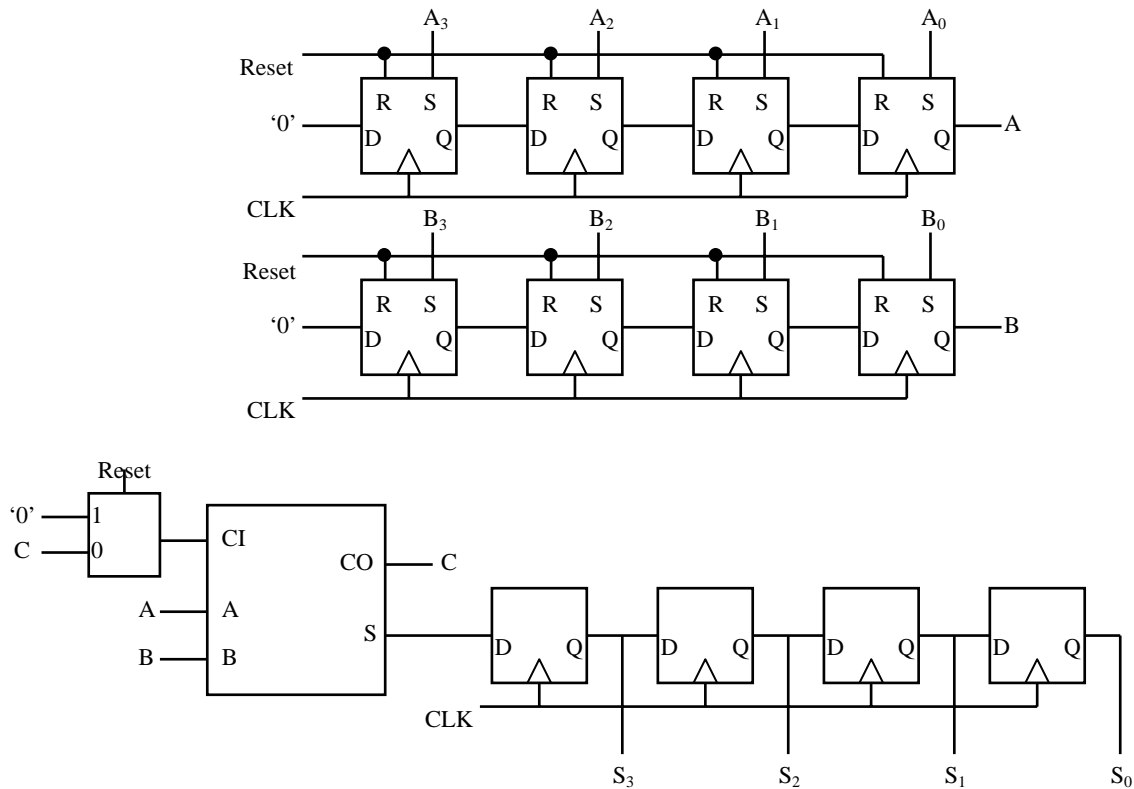 A₃ A₂ A₁ A₀
Reset
R S R S R S R S
‘0’ A
D Q D Q D Q D Q
CLK
B₃ B₂ B₁ B₀
Reset
R S R S R S R S
‘0’ B
D Q D Q D Q D Q
CLK
Reset
‘0’ 1
C 0 CI
CO C
A A
S
B B
D Q D Q D Q D Q
CLK
S₃ S₂ S₁ S₀